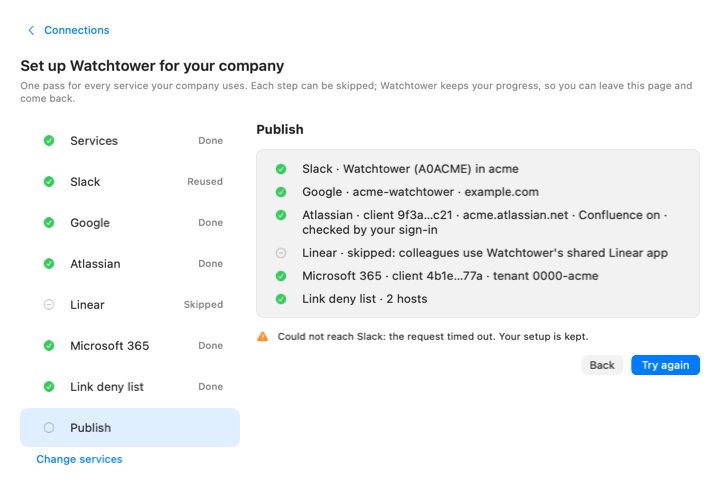 Connections
Set up Watchtower for your company
One pass for every service your company uses. Each step can be skipped; Watchtower keeps your progress, so you can leave this page and
come back.
Services Done
Slack Reused
Google Done
Atlassian Done
Linear Skipped
Microsoft 365 Done
Link deny list Done
Publish
Change services
Publish
Slack · Watchtower (A0ACME) in acme
Google · acme-watchtower · example.com
Atlassian · client 9f3a…c21 · acme.atlassian.net · Confluence on ·
checked by your sign-in
Linear · skipped: colleagues use Watchtower's shared Linear app
Microsoft 365 · client 4b1e…77a · tenant 0000-acme
Link deny list · 2 hosts
Could not reach Slack: the request timed out. Your setup is kept.
Back Try again